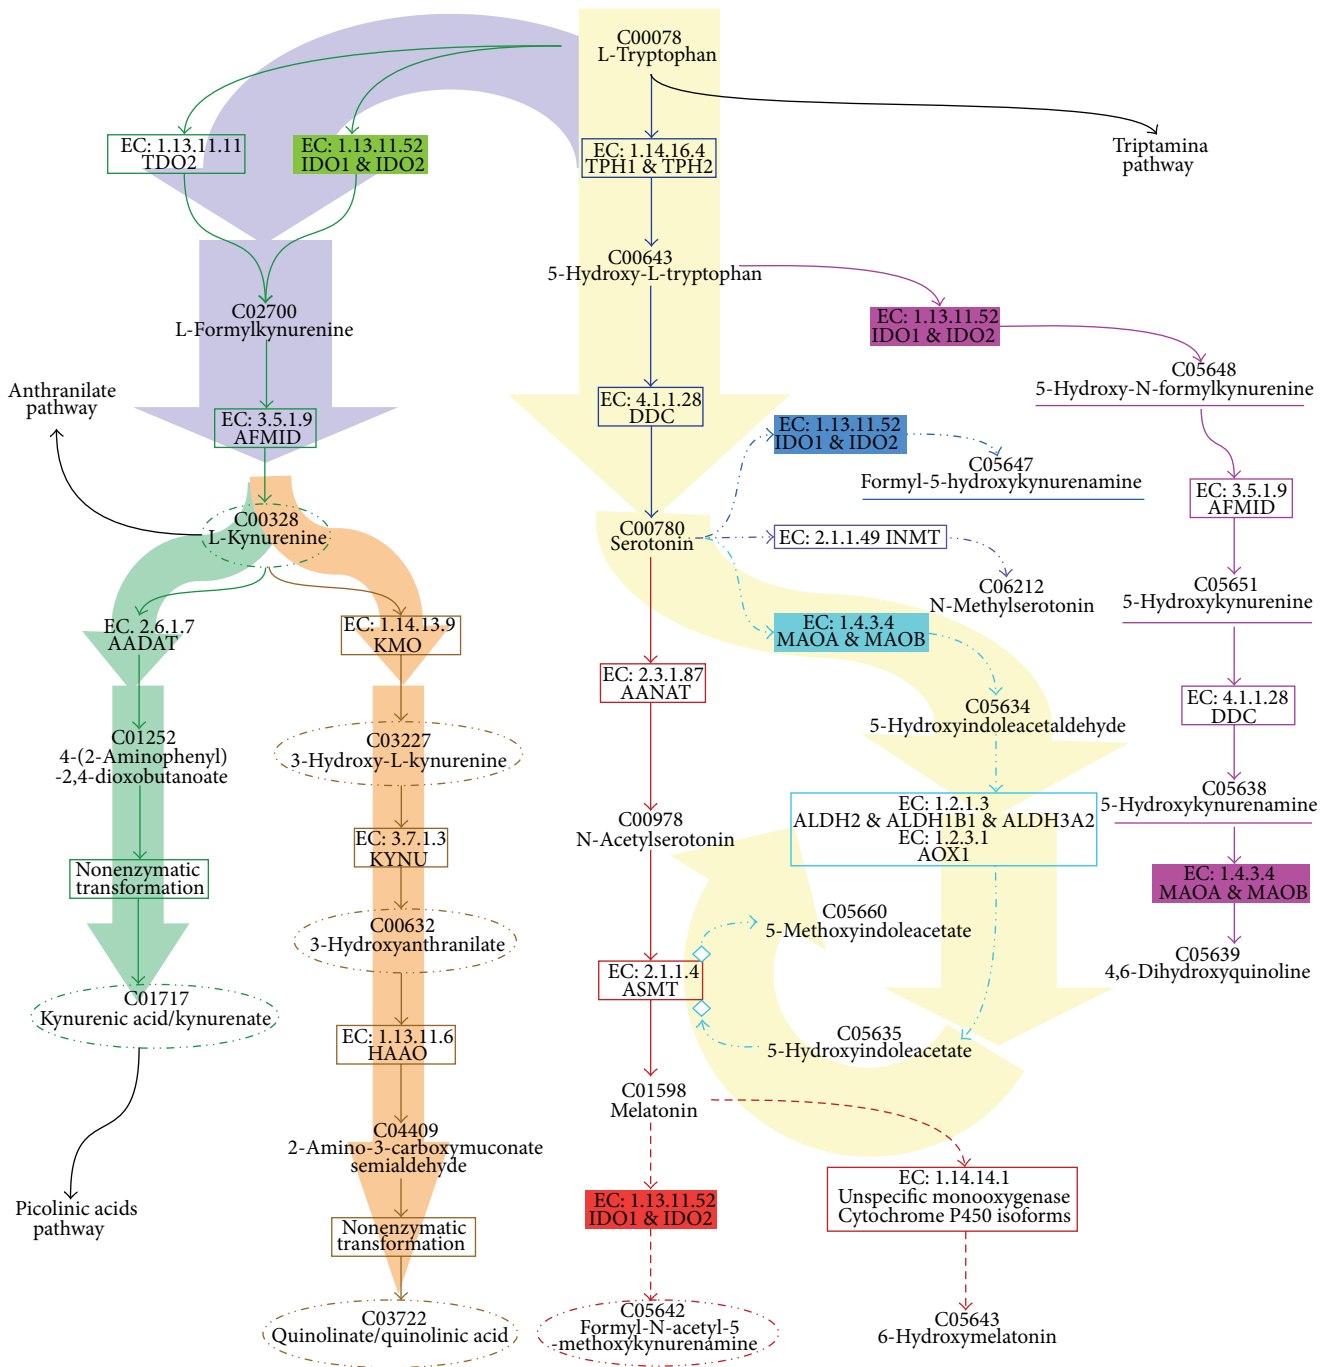 C00078
L-Tryptophan
EC: 1.13.11.11
TDO2
EC: 1.13.11.52
IDO1 & IDO2
EC: 1.14.16.4
TPH1 & TPH2
Triptamina
pathway
C00643
5-Hydroxy-L-tryptophan
C02700
L-Formylkynurenine
EC: 1.13.11.52
IDO1 & IDO2
C05648
5-Hydroxy-N-formylkynurenine
Anthranilate
pathway
EC: 3.5.1.9
AFMID
EC: 4.1.1.28
DDC
EC: 1.13.11.52
IDO1 & IDO2
C05647
Formyl-5-hydroxykynurenamine
EC: 3.5.1.9
AFMID
C00328
L-Kynurenine
C00780
Serotonin
EC: 2.1.1.49 INMT
C06212
N-Methylserotonin
C05651
5-Hydroxykynurenine
EC. 2.6.1.7
AADAT
EC: 1.14.13.9
KMO
EC: 1.4.3.4
MAOA & MAOB
EC: 2.3.1.87
AANAT
EC: 4.1.1.28
DDC
C05634
5-Hydroxyindoleacetaldehyde
C01252
4-(2-Aminophenyl)
-2,4-dioxobutanoate
C03227
3-Hydroxy-L-kynurenine
C05638
5-Hydroxykynurenamine
EC: 1.2.1.3
ALDH2 & ALDH1B1 & ALDH3A2
EC: 1.2.3.1
AOX1
C00978
N-Acetylserotonin
EC: 3.7.1.3
KYNU
Nonenzymatic
transformation
EC: 1.4.3.4
MAOA & MAOB
C00632
3-Hydroxyanthranilate
C05660
5-Methoxyindoleacetate
C05639
4,6-Dihydroxyquinoline
EC: 2.1.1.4
ASMT
C01717
Kynurenic acid/kynurenate
EC: 1.13.11.6
HAAO
C05635
5-Hydroxyindoleacetate
C01598
Melatonin
C04409
2-Amino-3-carboxymuconate
semialdehyde
Picolinic acids
pathway
EC: 1.13.11.52
IDO1 & IDO2
EC: 1.14.14.1
Unspecific monooxygenase
Cytochrome P450 isoforms
Nonenzymatic
transformation
C03722
Quinolinate/quinolinic acid
C05642
Formyl-N-acetyl-5
-methoxykynurenamine
C05643
6-Hydroxymelatonin